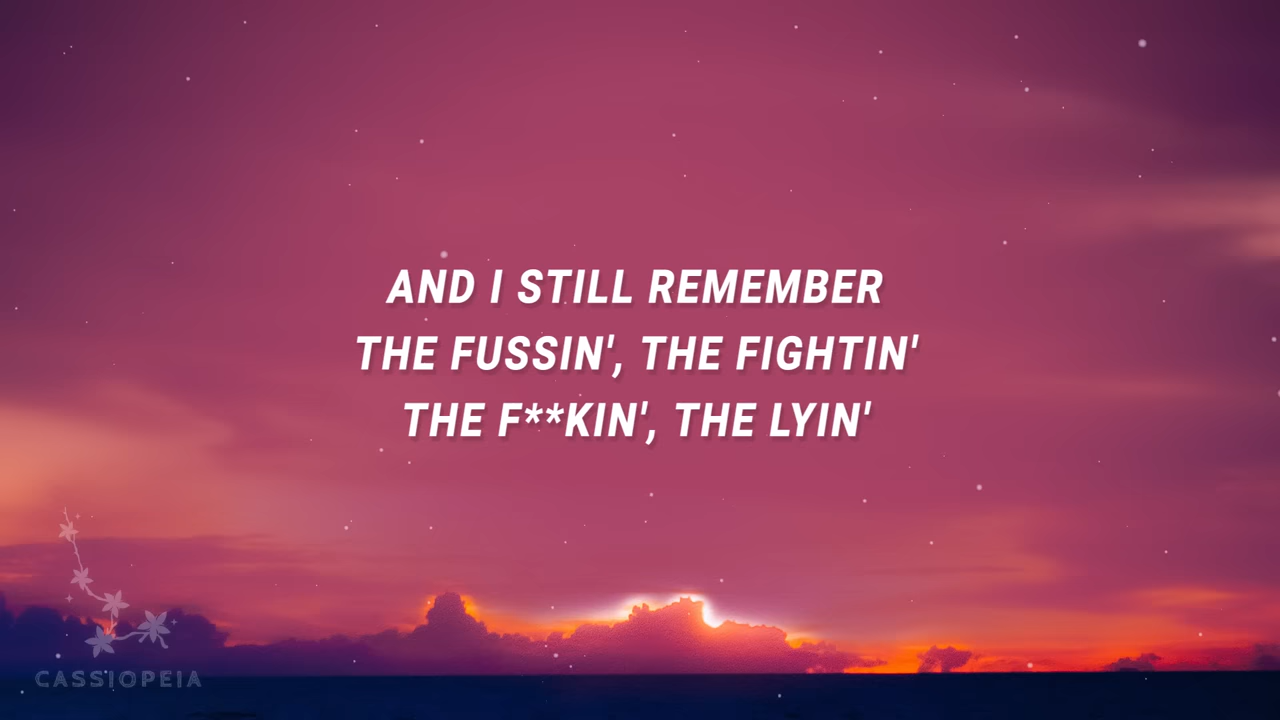 AND I STILL REMEMBER
THE FUSSIN', THE FIGHTIN'
THE F**KIN', THE LYIN'
CASSIOPEIA